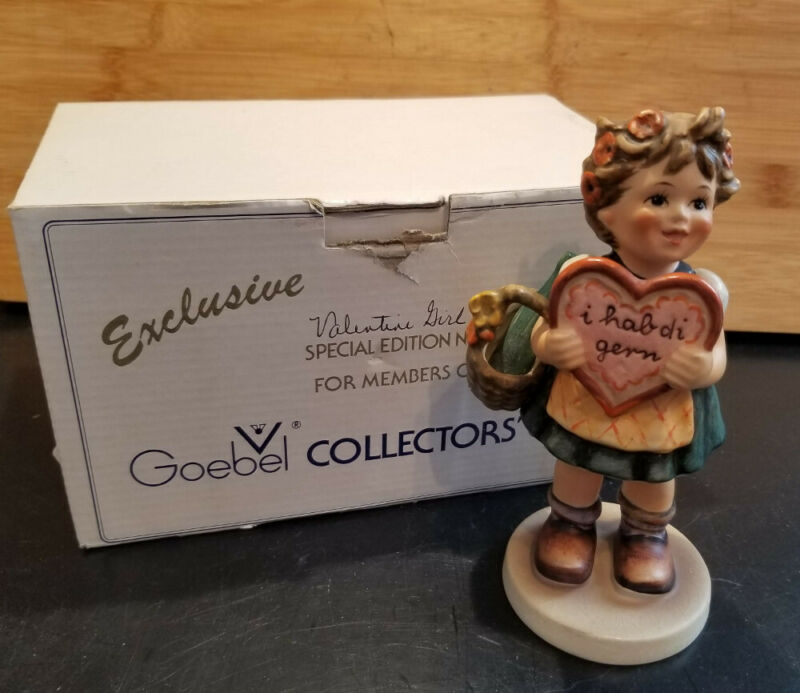 Exclusive
Valentine Girl
SPECIAL EDITION N
FOR MEMBERS
Goebel® COLLECTORS'
i hab di
gern